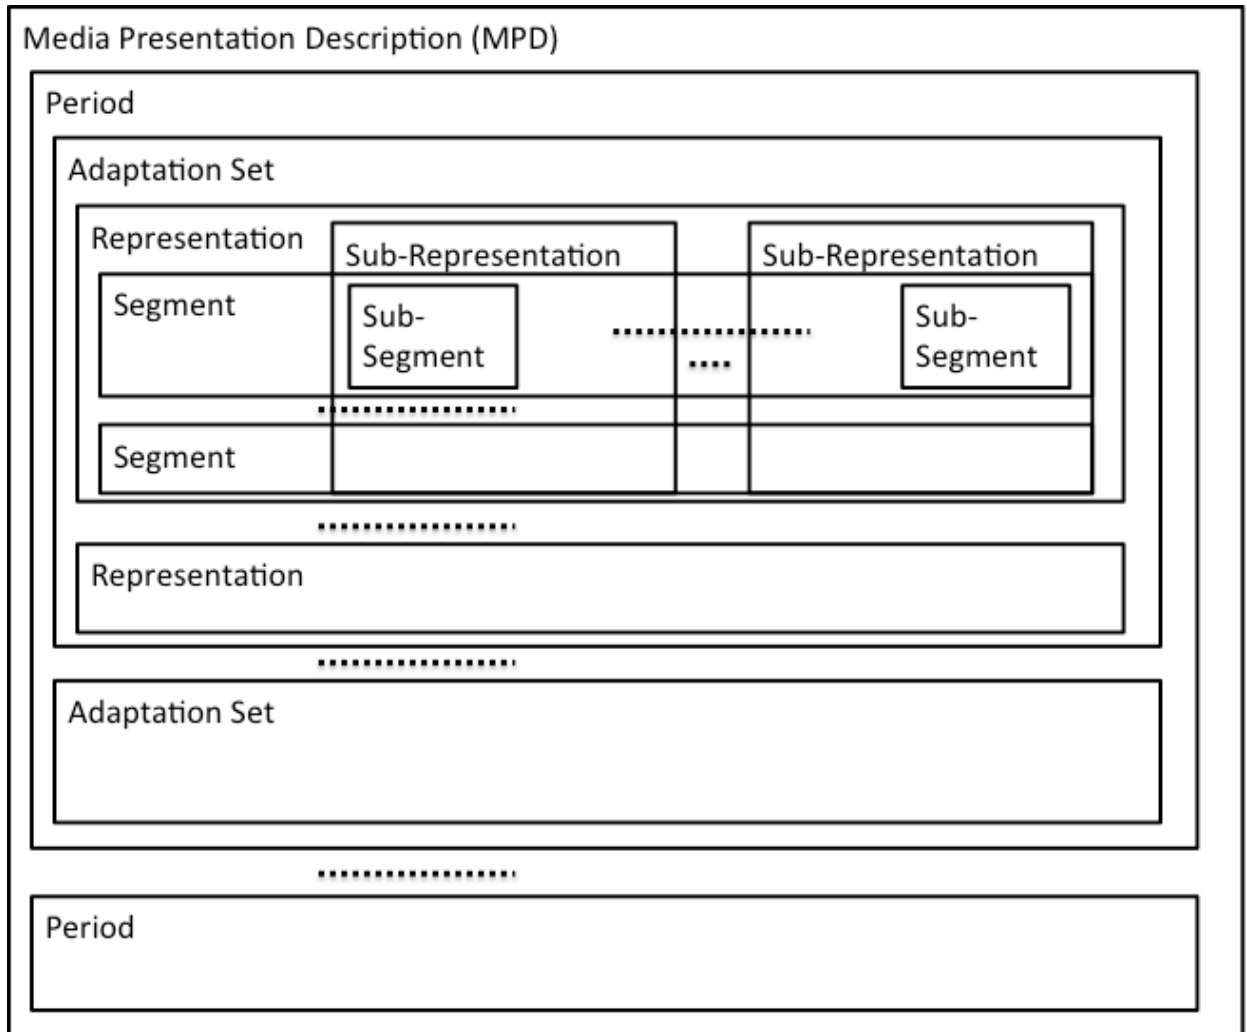 Media Presentation Description (MPD)
Period
Adaptation Set
Representation
Sub-Representation
Sub-Representation
Segment
Sub-
Segment
Sub-
Segment
Segment
Representation
Adaptation Set
Period